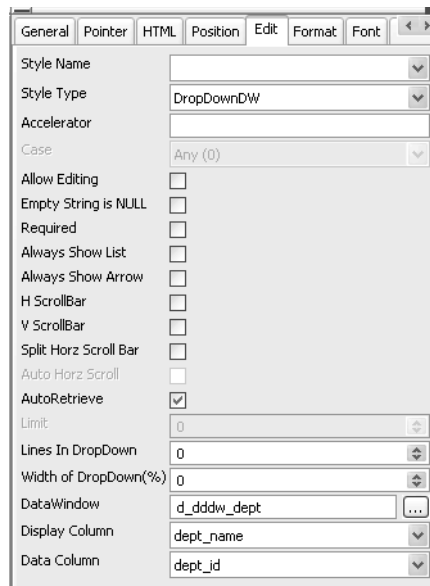 General Pointer HTML Position Edit Format Font
Style Name
Style Type DropDownDW
Accelerator
Case Any (0)
Allow Editing
Empty String is NULL
Required
Always Show List
Always Show Arrow
H ScrollBar
V ScrollBar
Split Horz Scroll Bar
Auto Horz Scroll
AutoRetrieve
Limit 0
Lines In DropDown 0
Width of DropDown(%) 0
DataWindow d_dddw_dept ...
Display Column dept_name
Data Column dept_id